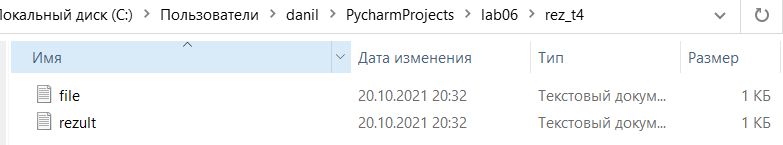 Локальный диск (C:) > Пользователи > danil > PycharmProjects > lab06 > rez_t4
Имя Дата изменения Тип Размер
file 20.10.2021 20:32 Текстовый докум... 1 КБ
rezult 20.10.2021 20:32 Текстовый докум... 1 КБ